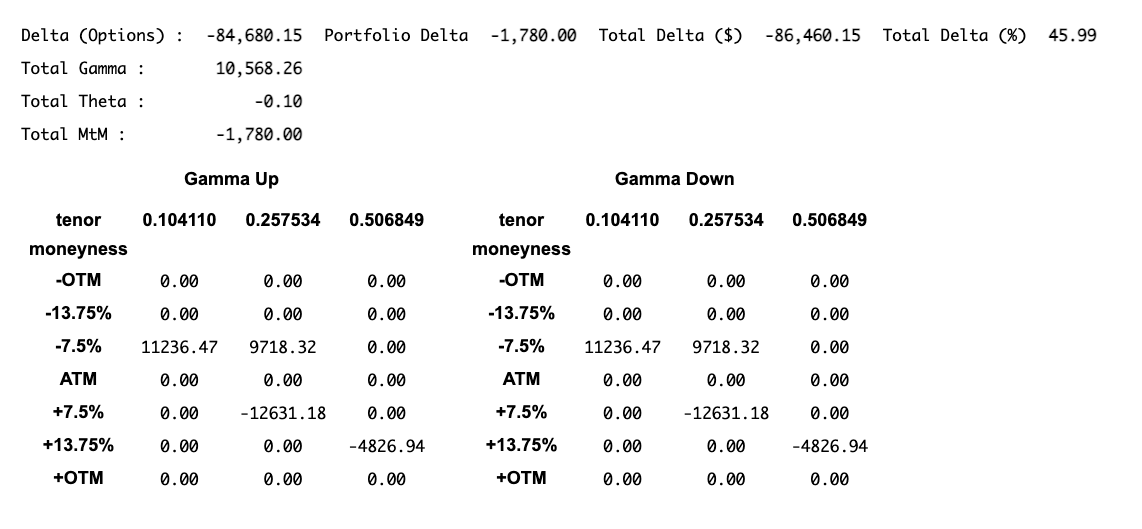 Delta (Options) : -84,680.15 Portfolio Delta -1,780.00 Total Delta ($) -86,460.15 Total Delta (%) 45.99
Total Gamma : 10,568.26
Total Theta : -0.10
Total MtM : -1,780.00
Gamma Up Gamma Down
tenor 0.104110 0.257534 0.506849 tenor 0.104110 0.257534 0.506849
moneyness moneyness
-OTM 0.00 0.00 0.00 -OTM 0.00 0.00 0.00
-13.75% 0.00 0.00 0.00 -13.75% 0.00 0.00 0.00
-7.5% 11236.47 9718.32 0.00 -7.5% 11236.47 9718.32 0.00
ATM 0.00 0.00 0.00 ATM 0.00 0.00 0.00
+7.5% 0.00 -12631.18 0.00 +7.5% 0.00 -12631.18 0.00
+13.75% 0.00 0.00 -4826.94 +13.75% 0.00 0.00 -4826.94
+OTM 0.00 0.00 0.00 +OTM 0.00 0.00 0.00